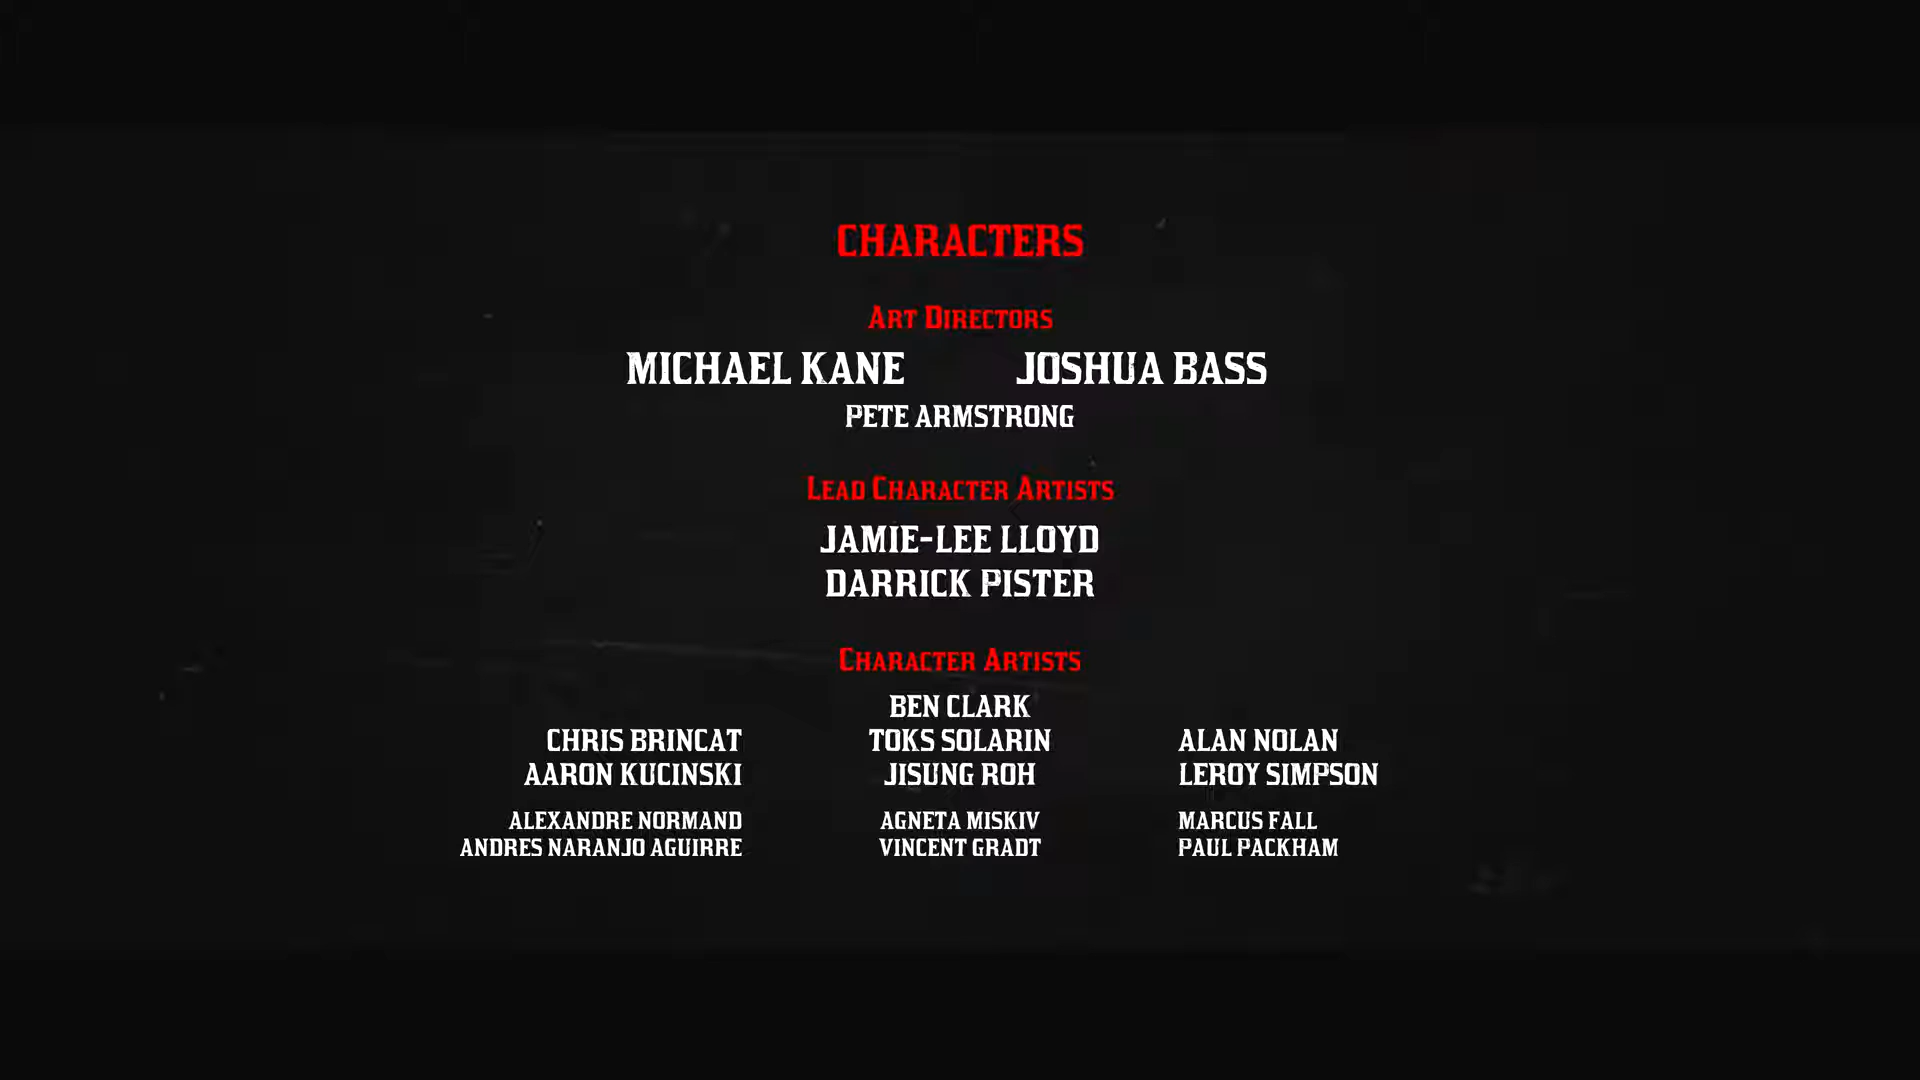 CHARACTERS
ART DIRECTORS
MICHAEL KANE JOSHUA BASS
PETE ARMSTRONG
LEAD CHARACTER ARTISTS
JAMIE-LEE LLOYD
DARRICK PISTER
CHARACTER ARTISTS
BEN CLARK
CHRIS BRINCAT TOKS SOLARIN ALAN NOLAN
AARON KUCINSKI JISUNG ROH LEROY SIMPSON
ALEXANDRE NORMAND AGNETA MISKIV MARCUS FALL
ANDRES NARANJO AGUIRRE VINCENT GRADT PAUL PACKHAM